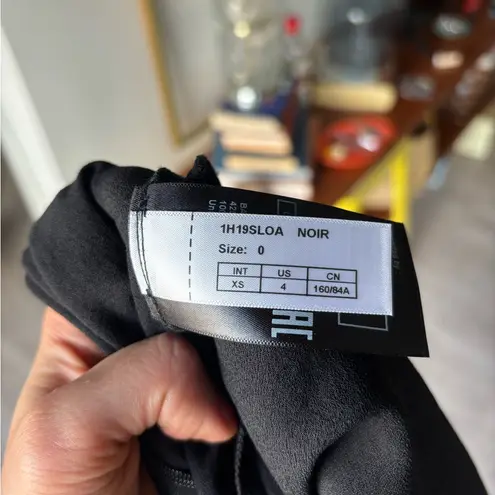 1H19SLOA NOIR
Size: 0
INT US CN
XS 4 160/84A